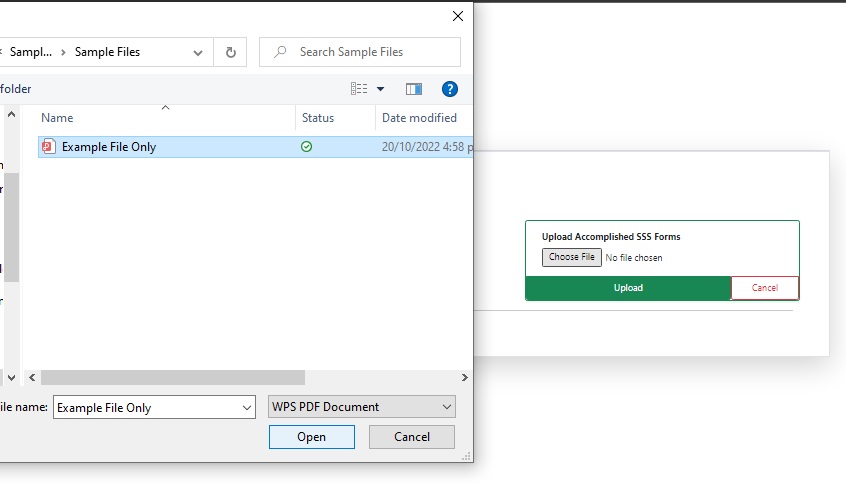 Sampl... > Sample Files
Search Sample Files
folder
Name Status Date modified
Example File Only 20/10/2022 4:58 p
Upload Accomplished SSS Forms
Choose File No file chosen
Upload Cancel
ile name: Example File Only WPS PDF Document
Open Cancel